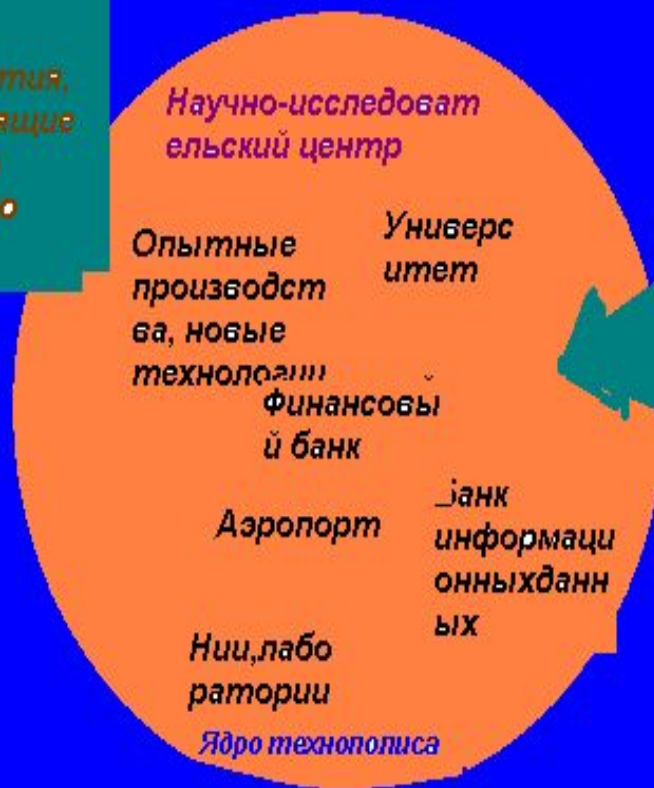 Научно-исследоват
ельский центр
Универс
итет
Опытные
производст
ва, новые
технологии
Финансовы
й банк
Аэропорт
информаци
онныхданн
ых
Нии,лабо
ратории
Ядро технополиса